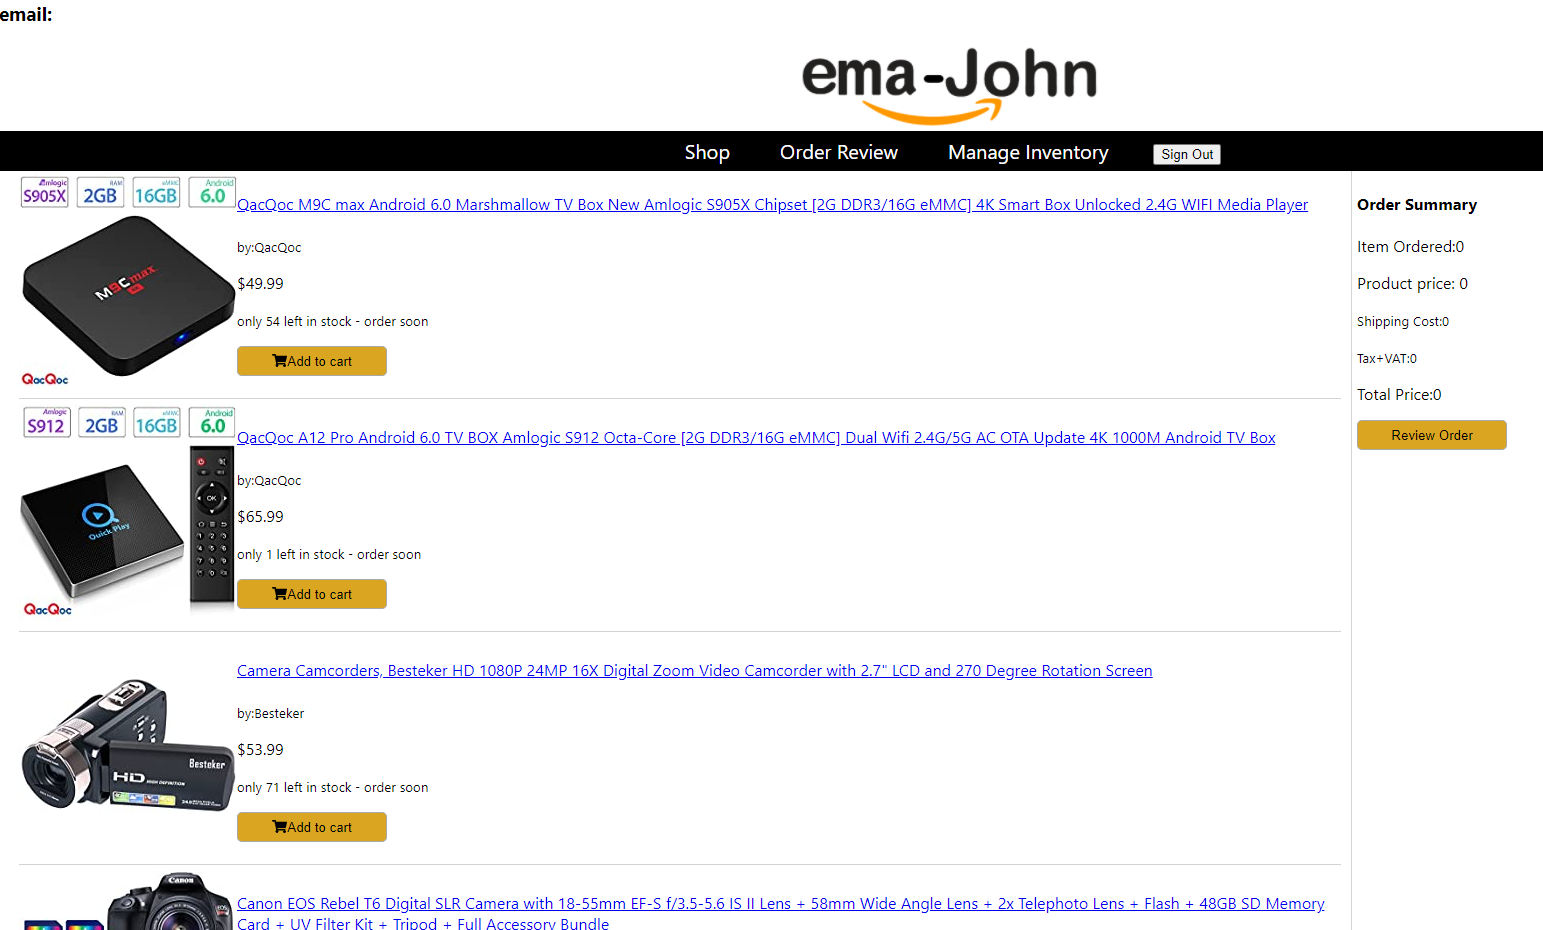 email:
ema-John
Shop Order Review Manage Inventory Sign Out
Amlogic S905X RAM 2GB eMMC 16GB Android 6.0
QacQoc M9C max Android 6.0 Marshmallow TV Box New Amlogic S905X Chipset [2G DDR3/16G eMMC] 4K Smart Box Unlocked 2.4G WIFI Media Player
by:QacQoc
$49.99
only 54 left in stock - order soon
Add to cart
M9C max
QacQoc
Order Summary
Item Ordered:0
Product price: 0
Shipping Cost:0
Tax+VAT:0
Total Price:0
Review Order
Amlogic S912 RAM 2GB eMMC 16GB Android 6.0
QacQoc A12 Pro Android 6.0 TV BOX Amlogic S912 Octa-Core [2G DDR3/16G eMMC] Dual Wifi 2.4G/5G AC OTA Update 4K 1000M Android TV Box
by:QacQoc
$65.99
only 1 left in stock - order soon
Add to cart
OK
Quick Play
QacQoc
Camera Camcorders, Besteker HD 1080P 24MP 16X Digital Zoom Video Camcorder with 2.7" LCD and 270 Degree Rotation Screen
by:Besteker
$53.99
only 71 left in stock - order soon
Add to cart
Besteker
HD HIGH DEFINITION
Canon
Canon EOS Rebel T6 Digital SLR Camera with 18-55mm EF-S f/3.5-5.6 IS II Lens + 58mm Wide Angle Lens + 2x Telephoto Lens + Flash + 48GB SD Memory
Card + UV Filter Kit + Tripod + Full Accessory Bundle